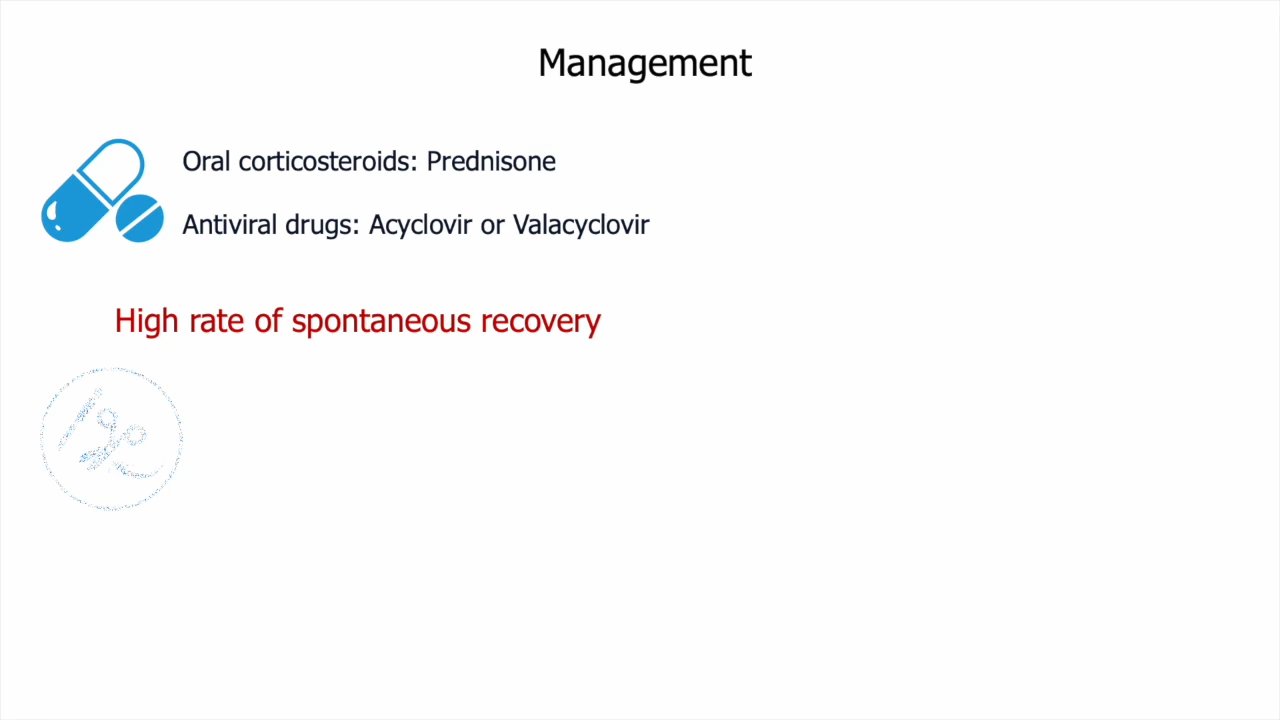 Management
Oral corticosteroids: Prednisone
Antiviral drugs: Acyclovir or Valacyclovir
High rate of spontaneous recovery